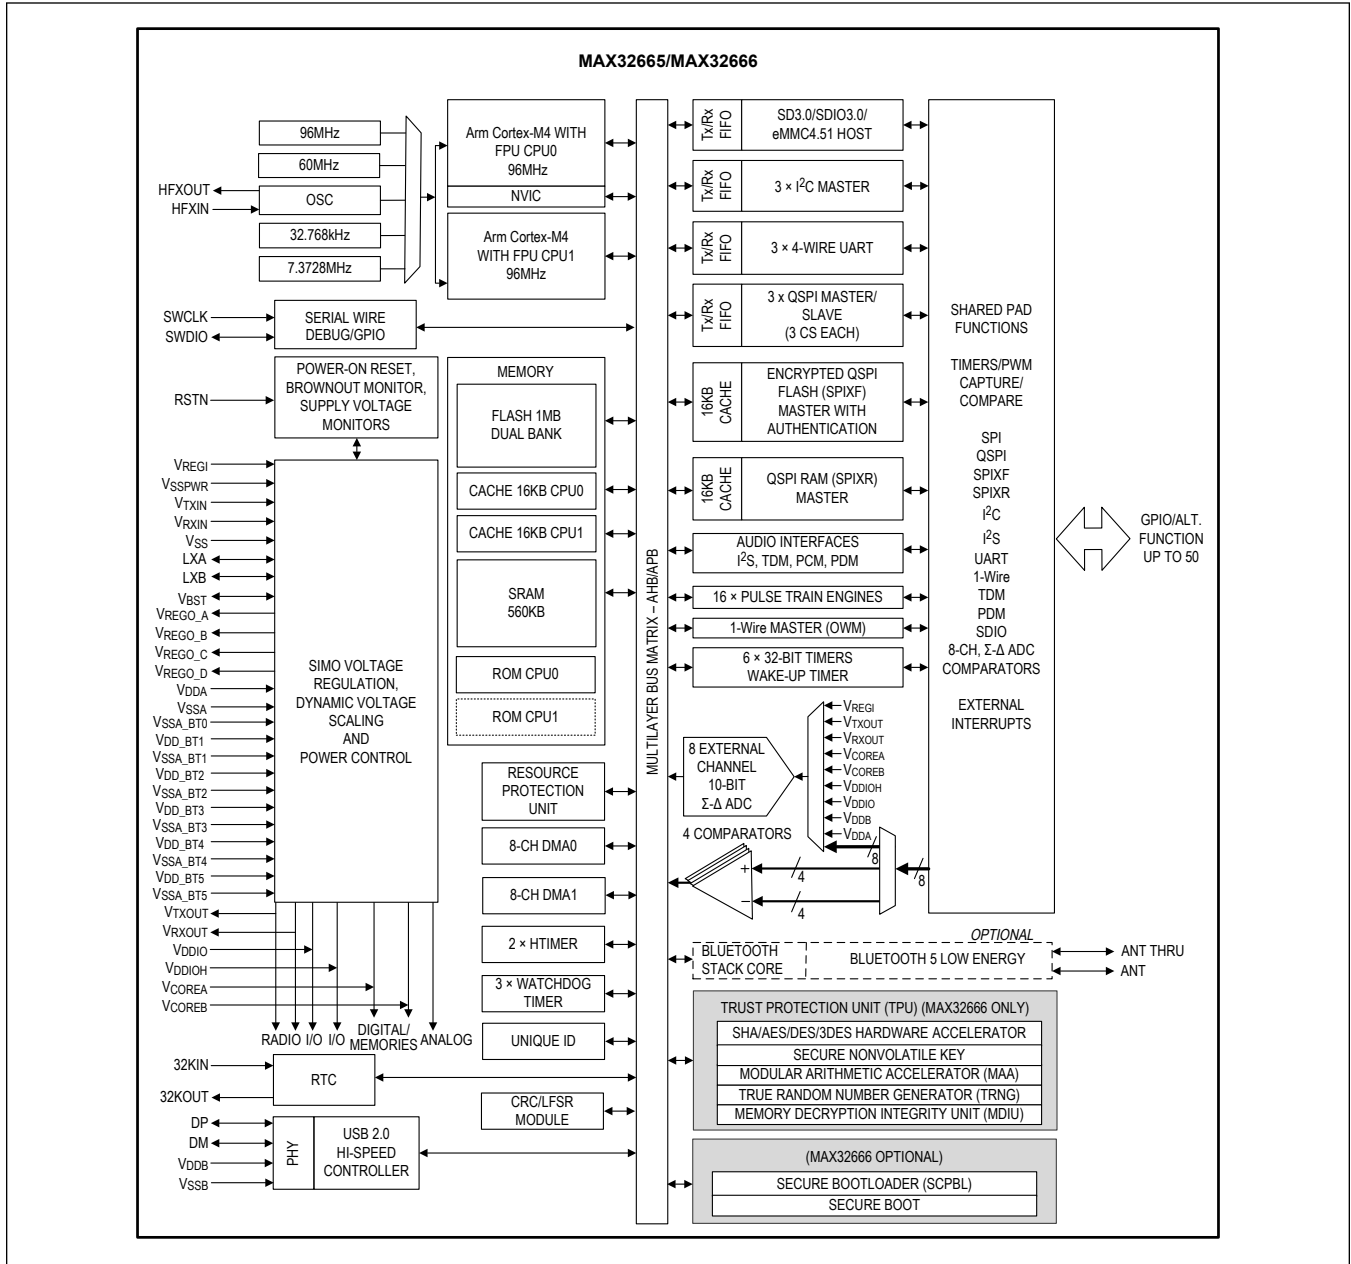 MAX32665/MAX32666
96MHz
60MHz
HFXOUT
HFXIN
OSC
32.768kHz
7.3728MHz
Arm Cortex-M4 WITH
FPU CPU0
96MHz
NVIC
Arm Cortex-M4
WITH FPU CPU1
96MHz
SWCLK
SWDIO
SERIAL WIRE
DEBUG/GPIO
RSTN
POWER-ON RESET,
BROWNOUT MONITOR,
SUPPLY VOLTAGE
MONITORS
VREGI
VSSPWR
VTXIN
VRXIN
VSS
LXA
LXB
VBST
VREGO_A
VREGO_B
VREGO_C
VREGO_D
VDDA
VSSA
VSSA_BT0
VDD_BT1
VSSA_BT1
VDD_BT2
VSSA_BT2
VDD_BT3
VSSA_BT3
VDD_BT4
VSSA_BT4
VDD_BT5
VSSA_BT5
VTXOUT
VRXOUT
VDDIO
VDDIOH
VCOREA
VCOREB
SIMO VOLTAGE
REGULATION,
DYNAMIC VOLTAGE
SCALING
AND
POWER CONTROL
RADIO
I/O
I/O
DIGITAL/
MEMORIES
ANALOG
32KIN
32KOUT
RTC
DP
DM
VDDB
VSSB
PHY
USB 2.0
HI-SPEED
CONTROLLER
MEMORY
FLASH 1MB
DUAL BANK
CACHE 16KB CPU0
CACHE 16KB CPU1
SRAM
560KB
ROM CPU0
ROM CPU1
RESOURCE
PROTECTION
UNIT
8-CH DMA0
8-CH DMA1
2 × HTIMER
3 × WATCHDOG
TIMER
UNIQUE ID
CRC/LFSR
MODULE
MULTILAYER BUS MATRIX – AHB/APB
Tx/Rx
FIFO
SD3.0/SDIO3.0/
eMMC4.51 HOST
Tx/Rx
FIFO
3 × I²C MASTER
Tx/Rx
FIFO
3 × 4-WIRE UART
Tx/Rx
FIFO
3 x QSPI MASTER/
SLAVE
(3 CS EACH)
16KB
CACHE
ENCRYPTED QSPI
FLASH (SPIXF)
MASTER WITH
AUTHENTICATION
16KB
CACHE
QSPI RAM (SPIXR)
MASTER
AUDIO INTERFACES
I²S, TDM, PCM, PDM
16 × PULSE TRAIN ENGINES
1-Wire MASTER (OWM)
6 × 32-BIT TIMERS
WAKE-UP TIMER
8 EXTERNAL
CHANNEL
10-BIT
Σ-Δ ADC
VREGI
VTXOUT
VRXOUT
VCOREA
VCOREB
VDDIOH
VDDIO
VDDB
VDDA
4 COMPARATORS
+
−
4
4
8
8
SHARED PAD
FUNCTIONS
TIMERS/PWM
CAPTURE/
COMPARE
SPI
QSPI
SPIXF
SPIXR
I²C
I²S
UART
1-Wire
TDM
PDM
SDIO
8-CH, Σ-Δ ADC
COMPARATORS
EXTERNAL
INTERRUPTS
GPIO/ALT.
FUNCTION
UP TO 50
OPTIONAL
BLUETOOTH
STACK CORE
BLUETOOTH 5 LOW ENERGY
ANT THRU
ANT
TRUST PROTECTION UNIT (TPU) (MAX32666 ONLY)
SHA/AES/DES/3DES HARDWARE ACCELERATOR
SECURE NONVOLATILE KEY
MODULAR ARITHMETIC ACCELERATOR (MAA)
TRUE RANDOM NUMBER GENERATOR (TRNG)
MEMORY DECRYPTION INTEGRITY UNIT (MDIU)
(MAX32666 OPTIONAL)
SECURE BOOTLOADER (SCPBL)
SECURE BOOT